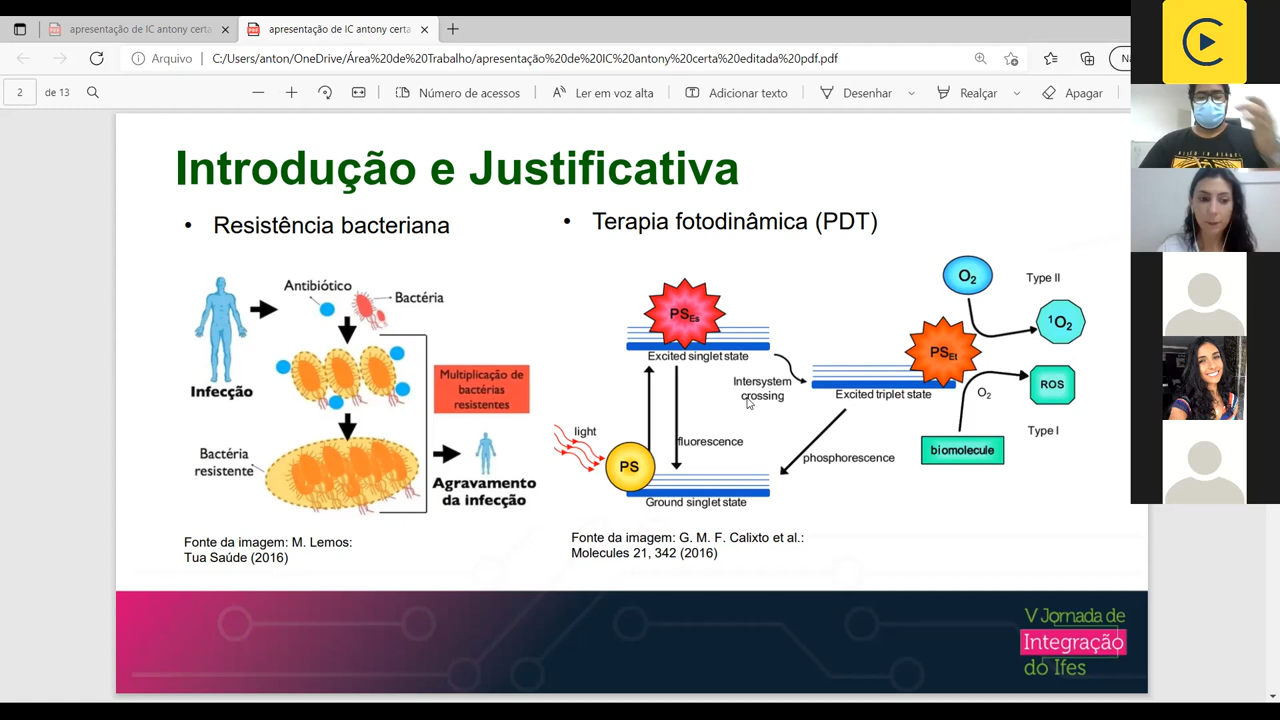 apresentação de IC antony certa
apresentação de IC antony certa
Arquivo
C:/Users/anton/OneDrive/Área%20de%20trabalho/apresentação%20de%20IC%20antony%20certa%20editada%20pdf.pdf
2 de 13
Número de acessos
Ler em voz alta
Adicionar texto
Desenhar
Realçar
Apagar
Introdução e Justificativa
• Resistência bacteriana
Antibiótico
Bactéria
Infecção
Multiplicação de
bactérias
resistentes
Bactéria
resistente
Agravamento
da infecção
Fonte da imagem: M. Lemos:
Tua Saúde (2016)
• Terapia fotodinâmica (PDT)
PSEs
Excited singlet state
Intersystem
crossing
light
PS
fluorescence
Ground singlet state
phosphorescence
PSEt
Excited triplet state
O2
Type II
1O2
ROS
O2
Type I
biomolecule
Fonte da imagem: G. M. F. Calixto et al.:
Molecules 21, 342 (2016)
V Jornada de
Integração
do Ifes